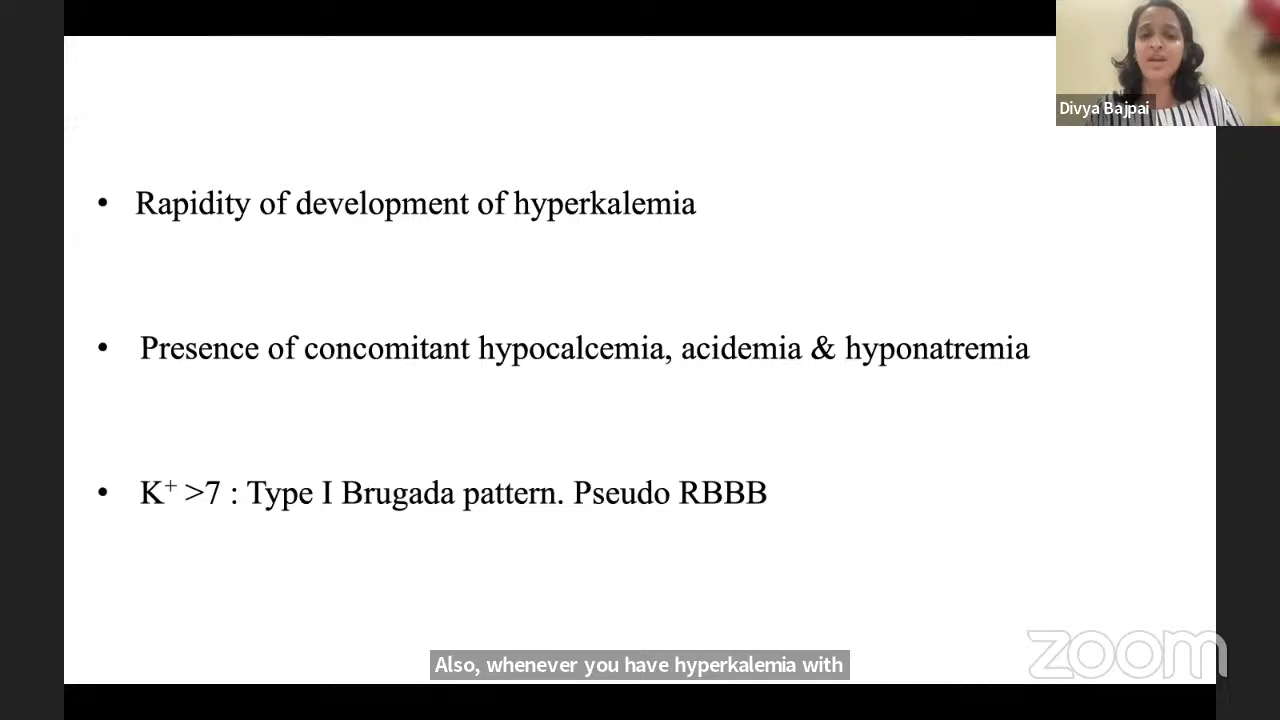 Divya Bajpai
• Rapidity of development of hyperkalemia
• Presence of concomitant hypocalcemia, acidemia & hyponatremia
• K⁺ >7 : Type I Brugada pattern. Pseudo RBBB
Also, whenever you have hyperkalemia with
zoom